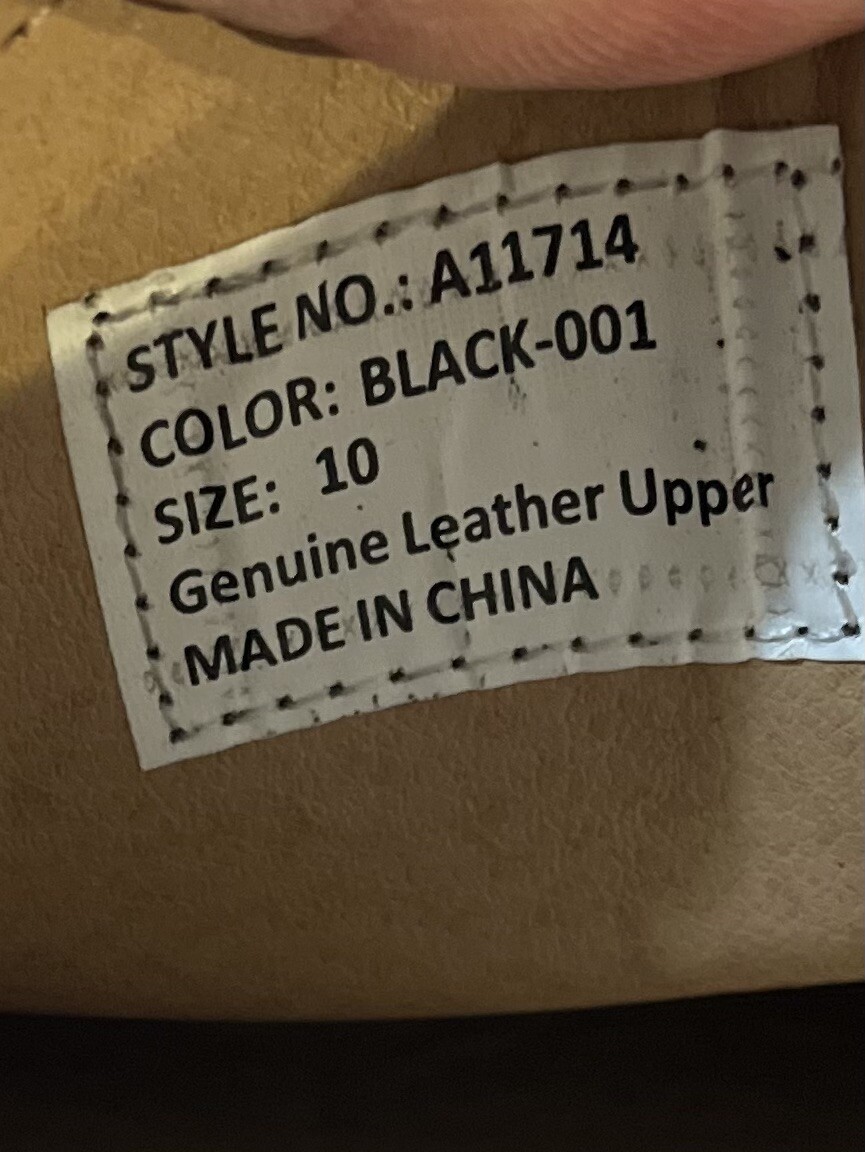 STYLE NO.: A11714
COLOR: BLACK-001
SIZE: 10
Genuine Leather Upper
MADE IN CHINA